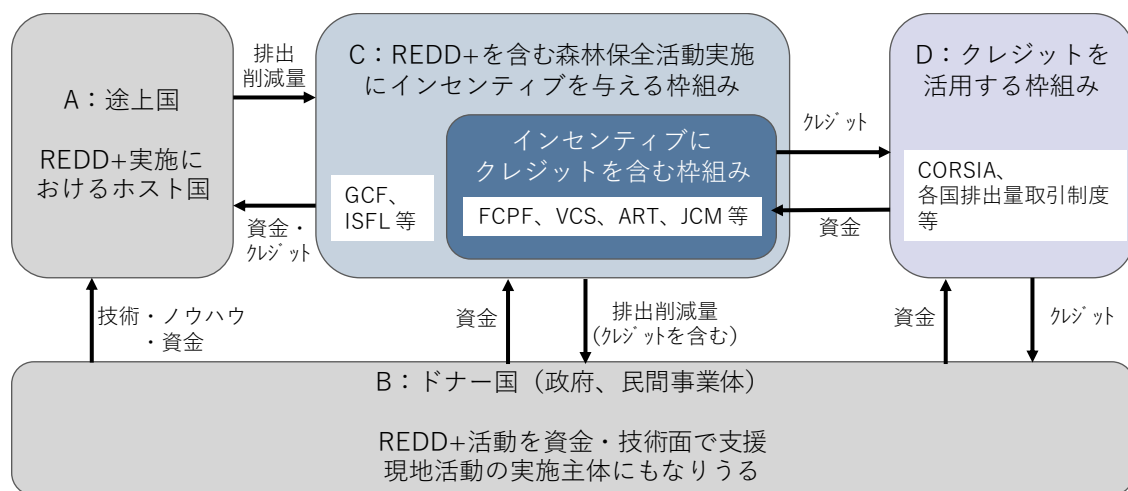 A：途上国
REDD+実施に
おけるホスト国
排出
削減量
資金・
ｸﾚｼﾞｯﾄ
C：REDD+を含む森林保全活動実施
にインセンティブを与える枠組み
GCF、
ISFL 等
インセンティブに
クレジットを含む枠組み
FCPF、VCS、ART、JCM 等
ｸﾚｼﾞｯﾄ
資金
D：クレジットを
活用する枠組み
CORSIA、
各国排出量取引制度
等
技術・ノウハウ
・資金
資金
排出削減量
(ｸﾚｼﾞｯﾄを含む)
資金
ｸﾚｼﾞｯﾄ
B：ドナー国（政府、民間事業体）
REDD+活動を資金・技術面で支援
現地活動の実施主体にもなりうる